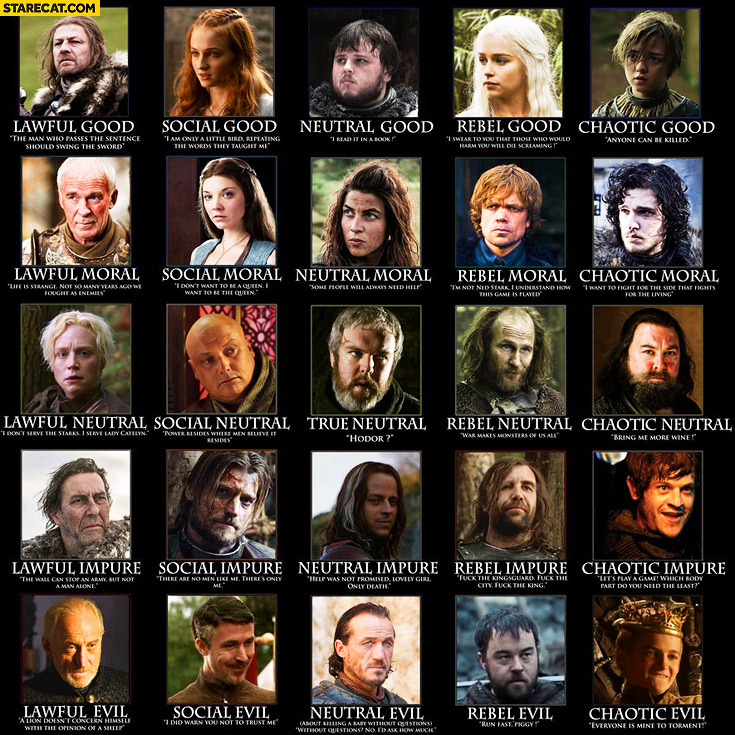 STARECAT.COM
LAWFUL GOOD
"THE MAN WHO PASSES THE SENTENCE
SHOULD SWING THE SWORD"
SOCIAL GOOD
"I AM ONLY A LITTLE BIRD, REPEATING
THE WORDS THEY TAUGHT ME"
NEUTRAL GOOD
"I READ IT IN A BOOK !"
REBEL GOOD
"I SWEAR TO YOU THAT THOSE WHO WOULD
HARM YOU WILL DIE SCREAMING !"
CHAOTIC GOOD
"ANYONE CAN BE KILLED."
LAWFUL MORAL
"LIFE IS STRANGE. NOT SO MANY YEARS AGO WE
FOUGHT AS ENEMIES"
SOCIAL MORAL
"I DON'T WANT TO BE A QUEEN. I
WANT TO BE THE QUEEN."
NEUTRAL MORAL
"SOME PEOPLE WILL ALWAYS NEED HELP"
REBEL MORAL
"I'M NOT NED STARK, I UNDERSTAND HOW
THIS GAME IS PLAYED"
CHAOTIC MORAL
"I WANT TO FIGHT FOR THE SIDE THAT FIGHTS
FOR THE LIVING"
LAWFUL NEUTRAL
"I DON'T SERVE THE STARKS. I SERVE LADY CATELYN."
SOCIAL NEUTRAL
"POWER RESIDES WHERE MEN BELIEVE IT
RESIDES"
TRUE NEUTRAL
"HODOR ?"
REBEL NEUTRAL
"WAR MAKES MONSTERS OF US ALL"
CHAOTIC NEUTRAL
"BRING ME MORE WINE !"
LAWFUL IMPURE
"THE WALL CAN STOP AN ARMY, BUT NOT
A MAN ALONE."
SOCIAL IMPURE
"THERE ARE NO MEN LIKE ME. THERE'S ONLY
ME."
NEUTRAL IMPURE
"HELP WAS NOT PROMISED, LOVELY GIRL.
ONLY DEATH."
REBEL IMPURE
"FUCK THE KINGSGUARD. FUCK THE
CITY. FUCK THE KING."
CHAOTIC IMPURE
"LET'S PLAY A GAME! WHICH BODY
PART DO YOU NEED THE LEAST?"
LAWFUL EVIL
"A LION DOESN'T CONCERN HIMSELF
WITH THE OPINION OF A SHEEP"
SOCIAL EVIL
"I DID WARN YOU NOT TO TRUST ME"
NEUTRAL EVIL
(ABOUT KILLING A BABY WITHOUT QUESTIONS)
"WITHOUT QUESTIONS? NO. I'D ASK HOW MUCH."
REBEL EVIL
"RUN FAST, PIGGY !"
CHAOTIC EVIL
"EVERYONE IS MINE TO TORMENT!"